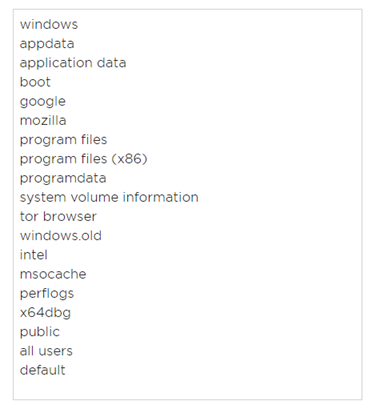 windows
appdata
application data
boot
google
mozilla
program files
program files (x86)
programdata
system volume information
tor browser
windows.old
intel
msocache
perflogs
x64dbg
public
all users
default